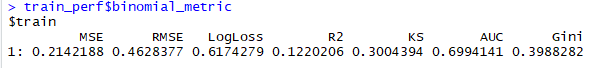 > train_perf$binomial_metric
$train
MSE RMSE LogLoss R2 KS AUC Gini
1: 0.2142188 0.4628377 0.6174279 0.1220206 0.3004394 0.6994141 0.3988282